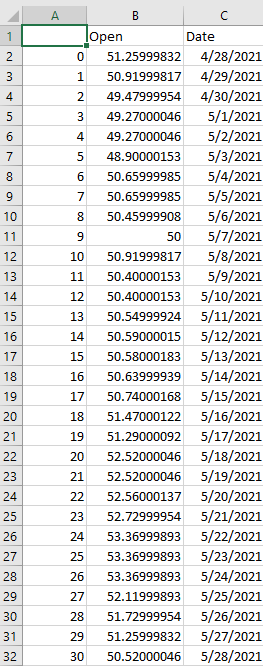 A B C
1 Open Date
2 0 51.25999832 4/28/2021
3 1 50.91999817 4/29/2021
4 2 49.47999954 4/30/2021
5 3 49.27000046 5/1/2021
6 4 49.27000046 5/2/2021
7 5 48.90000153 5/3/2021
8 6 50.65999985 5/4/2021
9 7 50.65999985 5/5/2021
10 8 50.45999908 5/6/2021
11 9 50 5/7/2021
12 10 50.91999817 5/8/2021
13 11 50.40000153 5/9/2021
14 12 50.40000153 5/10/2021
15 13 50.54999924 5/11/2021
16 14 50.59000015 5/12/2021
17 15 50.58000183 5/13/2021
18 16 50.63999939 5/14/2021
19 17 50.74000168 5/15/2021
20 18 51.47000122 5/16/2021
21 19 51.29000092 5/17/2021
22 20 52.52000046 5/18/2021
23 21 52.52000046 5/19/2021
24 22 52.56000137 5/20/2021
25 23 52.72999954 5/21/2021
26 24 53.36999893 5/22/2021
27 25 53.36999893 5/23/2021
28 26 53.36999893 5/24/2021
29 27 52.11999893 5/25/2021
30 28 51.72999954 5/26/2021
31 29 51.25999832 5/27/2021
32 30 50.52000046 5/28/2021